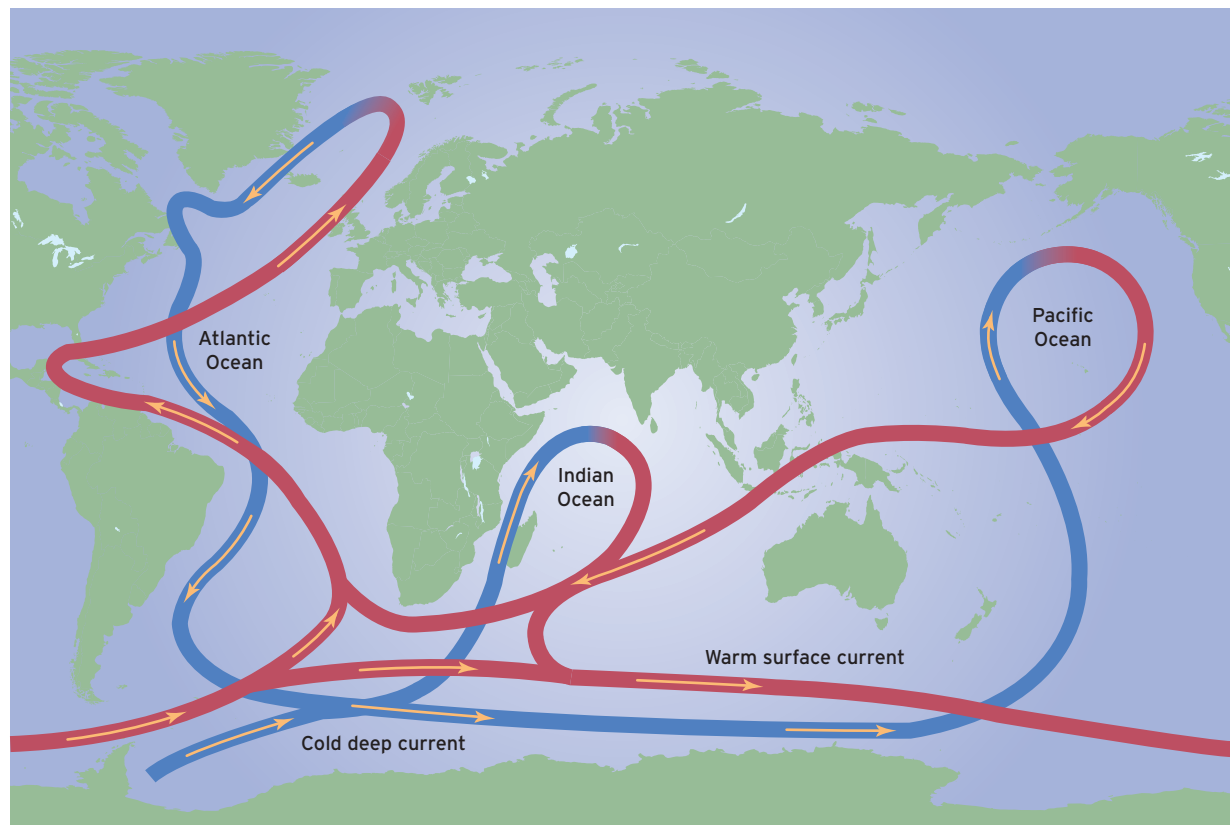 Atlantic
Ocean
Pacific
Ocean
Indian
Ocean
Warm surface current
Cold deep current